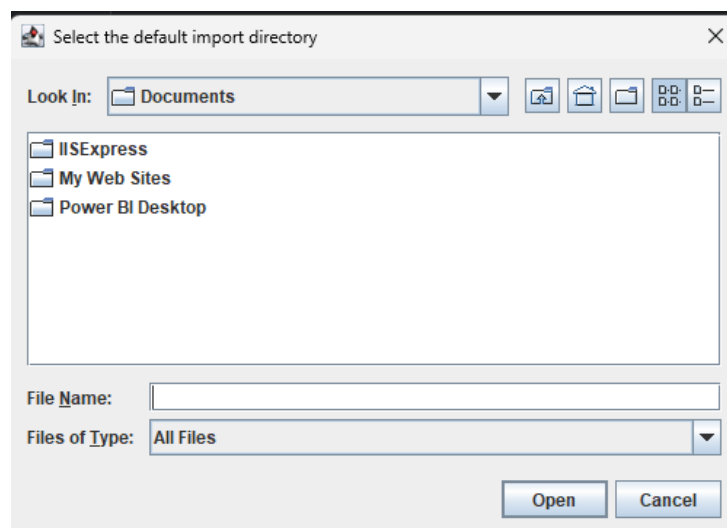 Select the default import directory
Look In: Documents
IISExpress
My Web Sites
Power BI Desktop
File Name:
Files of Type: All Files
Open Cancel